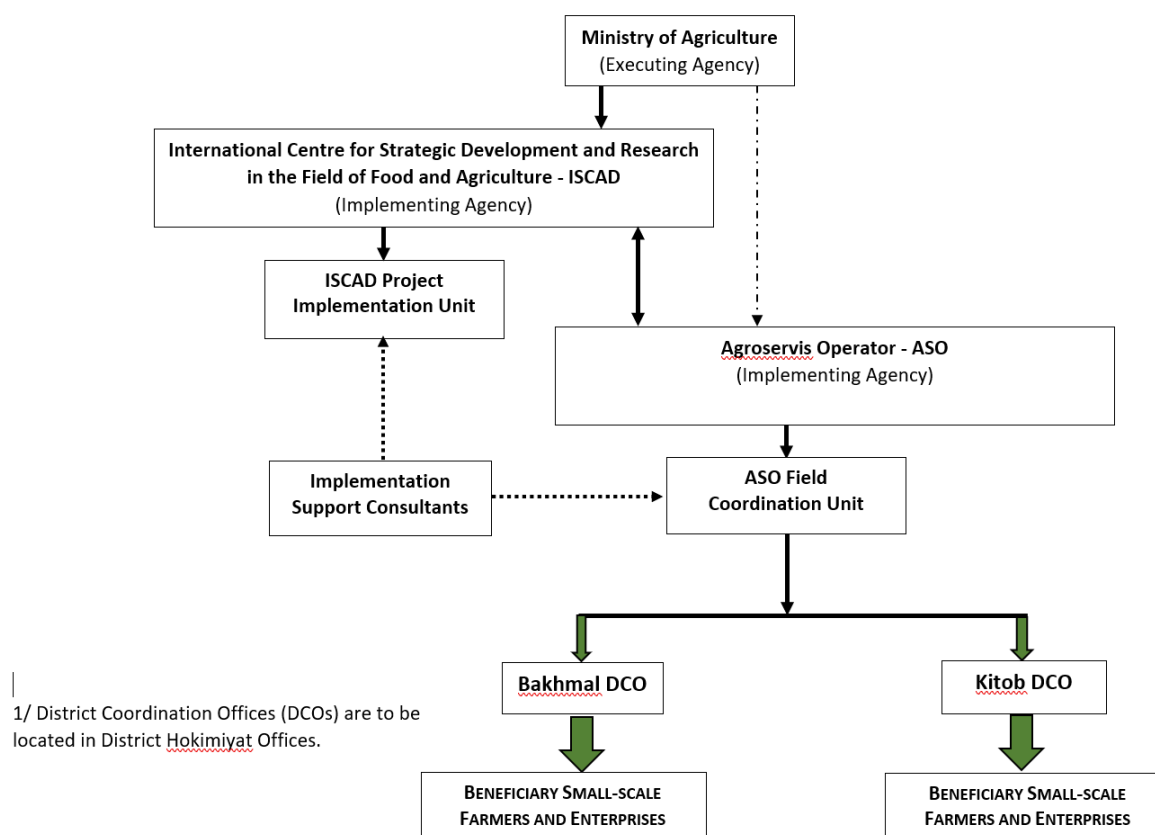 Ministry of Agriculture
(Executing Agency)
International Centre for Strategic Development and Research
in the Field of Food and Agriculture - ISCAD
(Implementing Agency)
ISCAD Project
Implementation Unit
Agroservis Operator - ASO
(Implementing Agency)
Implementation
Support Consultants
ASO Field
Coordination Unit
Bakhmal DCO
Kitob DCO
1/ District Coordination Offices (DCOs) are to be
located in District Hokimiyat Offices.
BENEFICIARY SMALL-SCALE
FARMERS AND ENTERPRISES
BENEFICIARY SMALL-SCALE
FARMERS AND ENTERPRISES